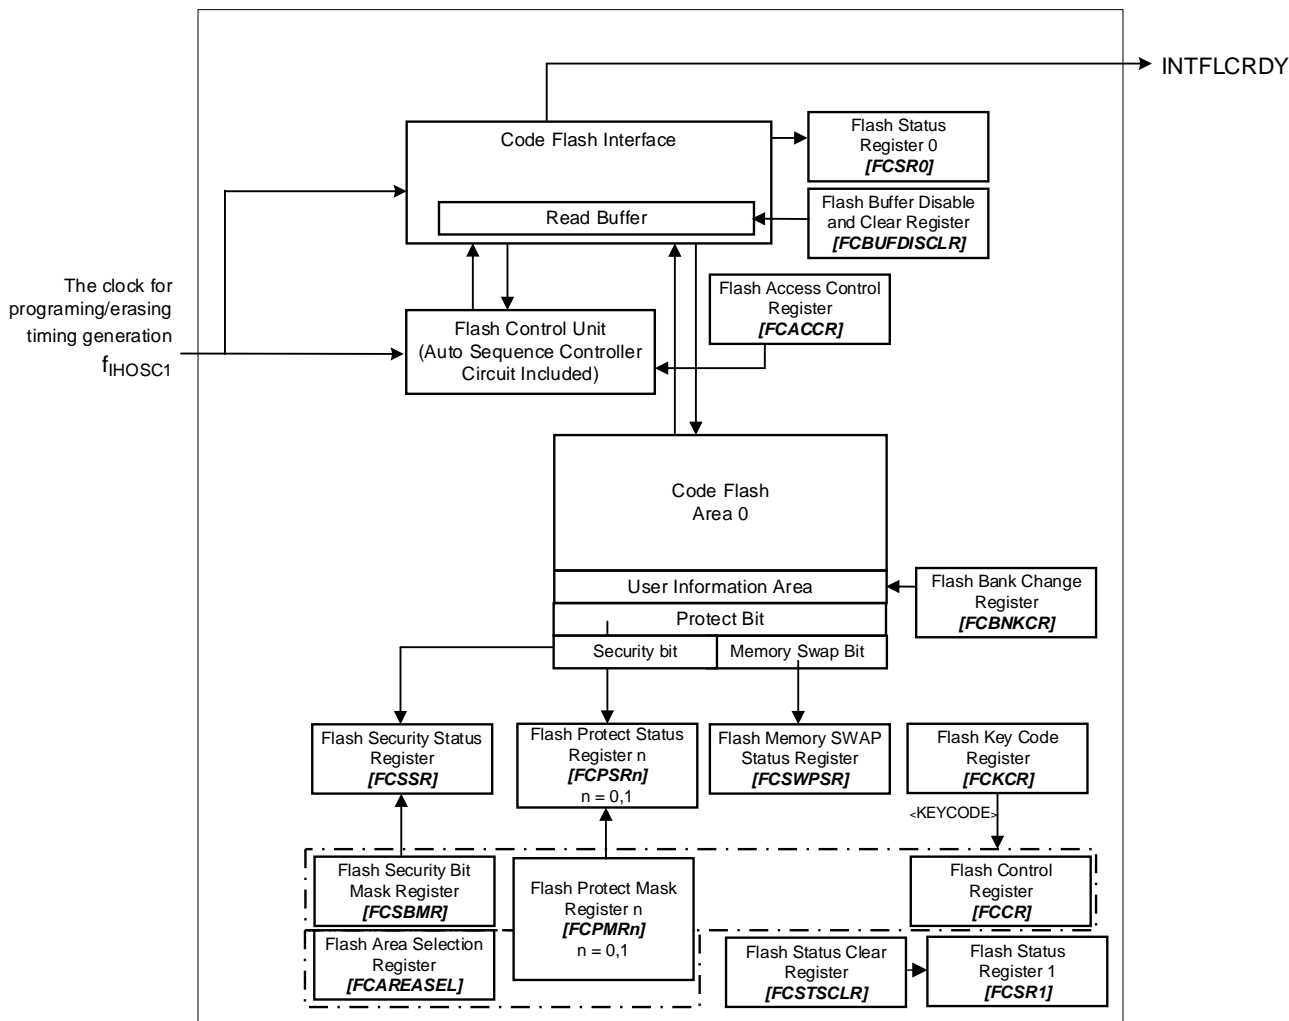 INTFLCRDY
Code Flash Interface
Flash Status
Register 0
[FCSR0]
Read Buffer
Flash Buffer Disable
and Clear Register
[FCBUFDISCLR]
The clock for
programing/erasing
timing generation
fIHOSC1
Flash Access Control
Register
[FCACCR]
Flash Control Unit
(Auto Sequence Controller
Circuit Included)
Code Flash
Area 0
User Information Area
Flash Bank Change
Register
[FCBNKCR]
Protect Bit
Security bit
Memory Swap Bit
Flash Security Status
Register
[FCSSR]
Flash Protect Status
Register n
[FCPSRn]
n = 0,1
Flash Memory SWAP
Status Register
[FCSWPSR]
Flash Key Code
Register
[FCKCR]
<KEYCODE>
Flash Security Bit
Mask Register
[FCSBMR]
Flash Protect Mask
Register n
[FCPMRn]
n = 0,1
Flash Control
Register
[FCCR]
Flash Area Selection
Register
[FCAREASEL]
Flash Status Clear
Register
[FCSTSCLR]
Flash Status
Register 1
[FCSR1]